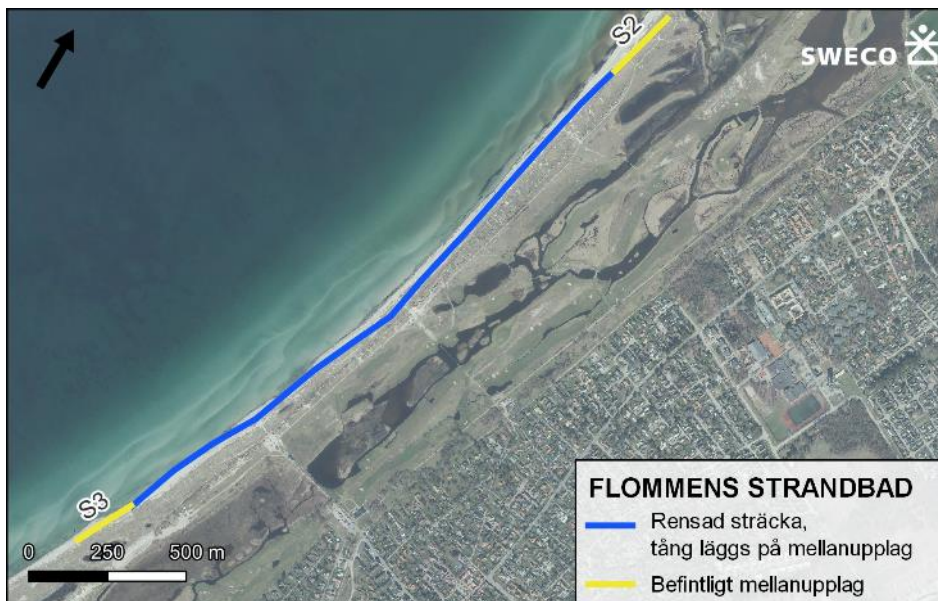 S2
SWECO
S3
0 250 500 m
FLOMMENS STRANDBAD
Rensad sträcka,
tång läggs på mellanupplag
Befintligt mellanupplag